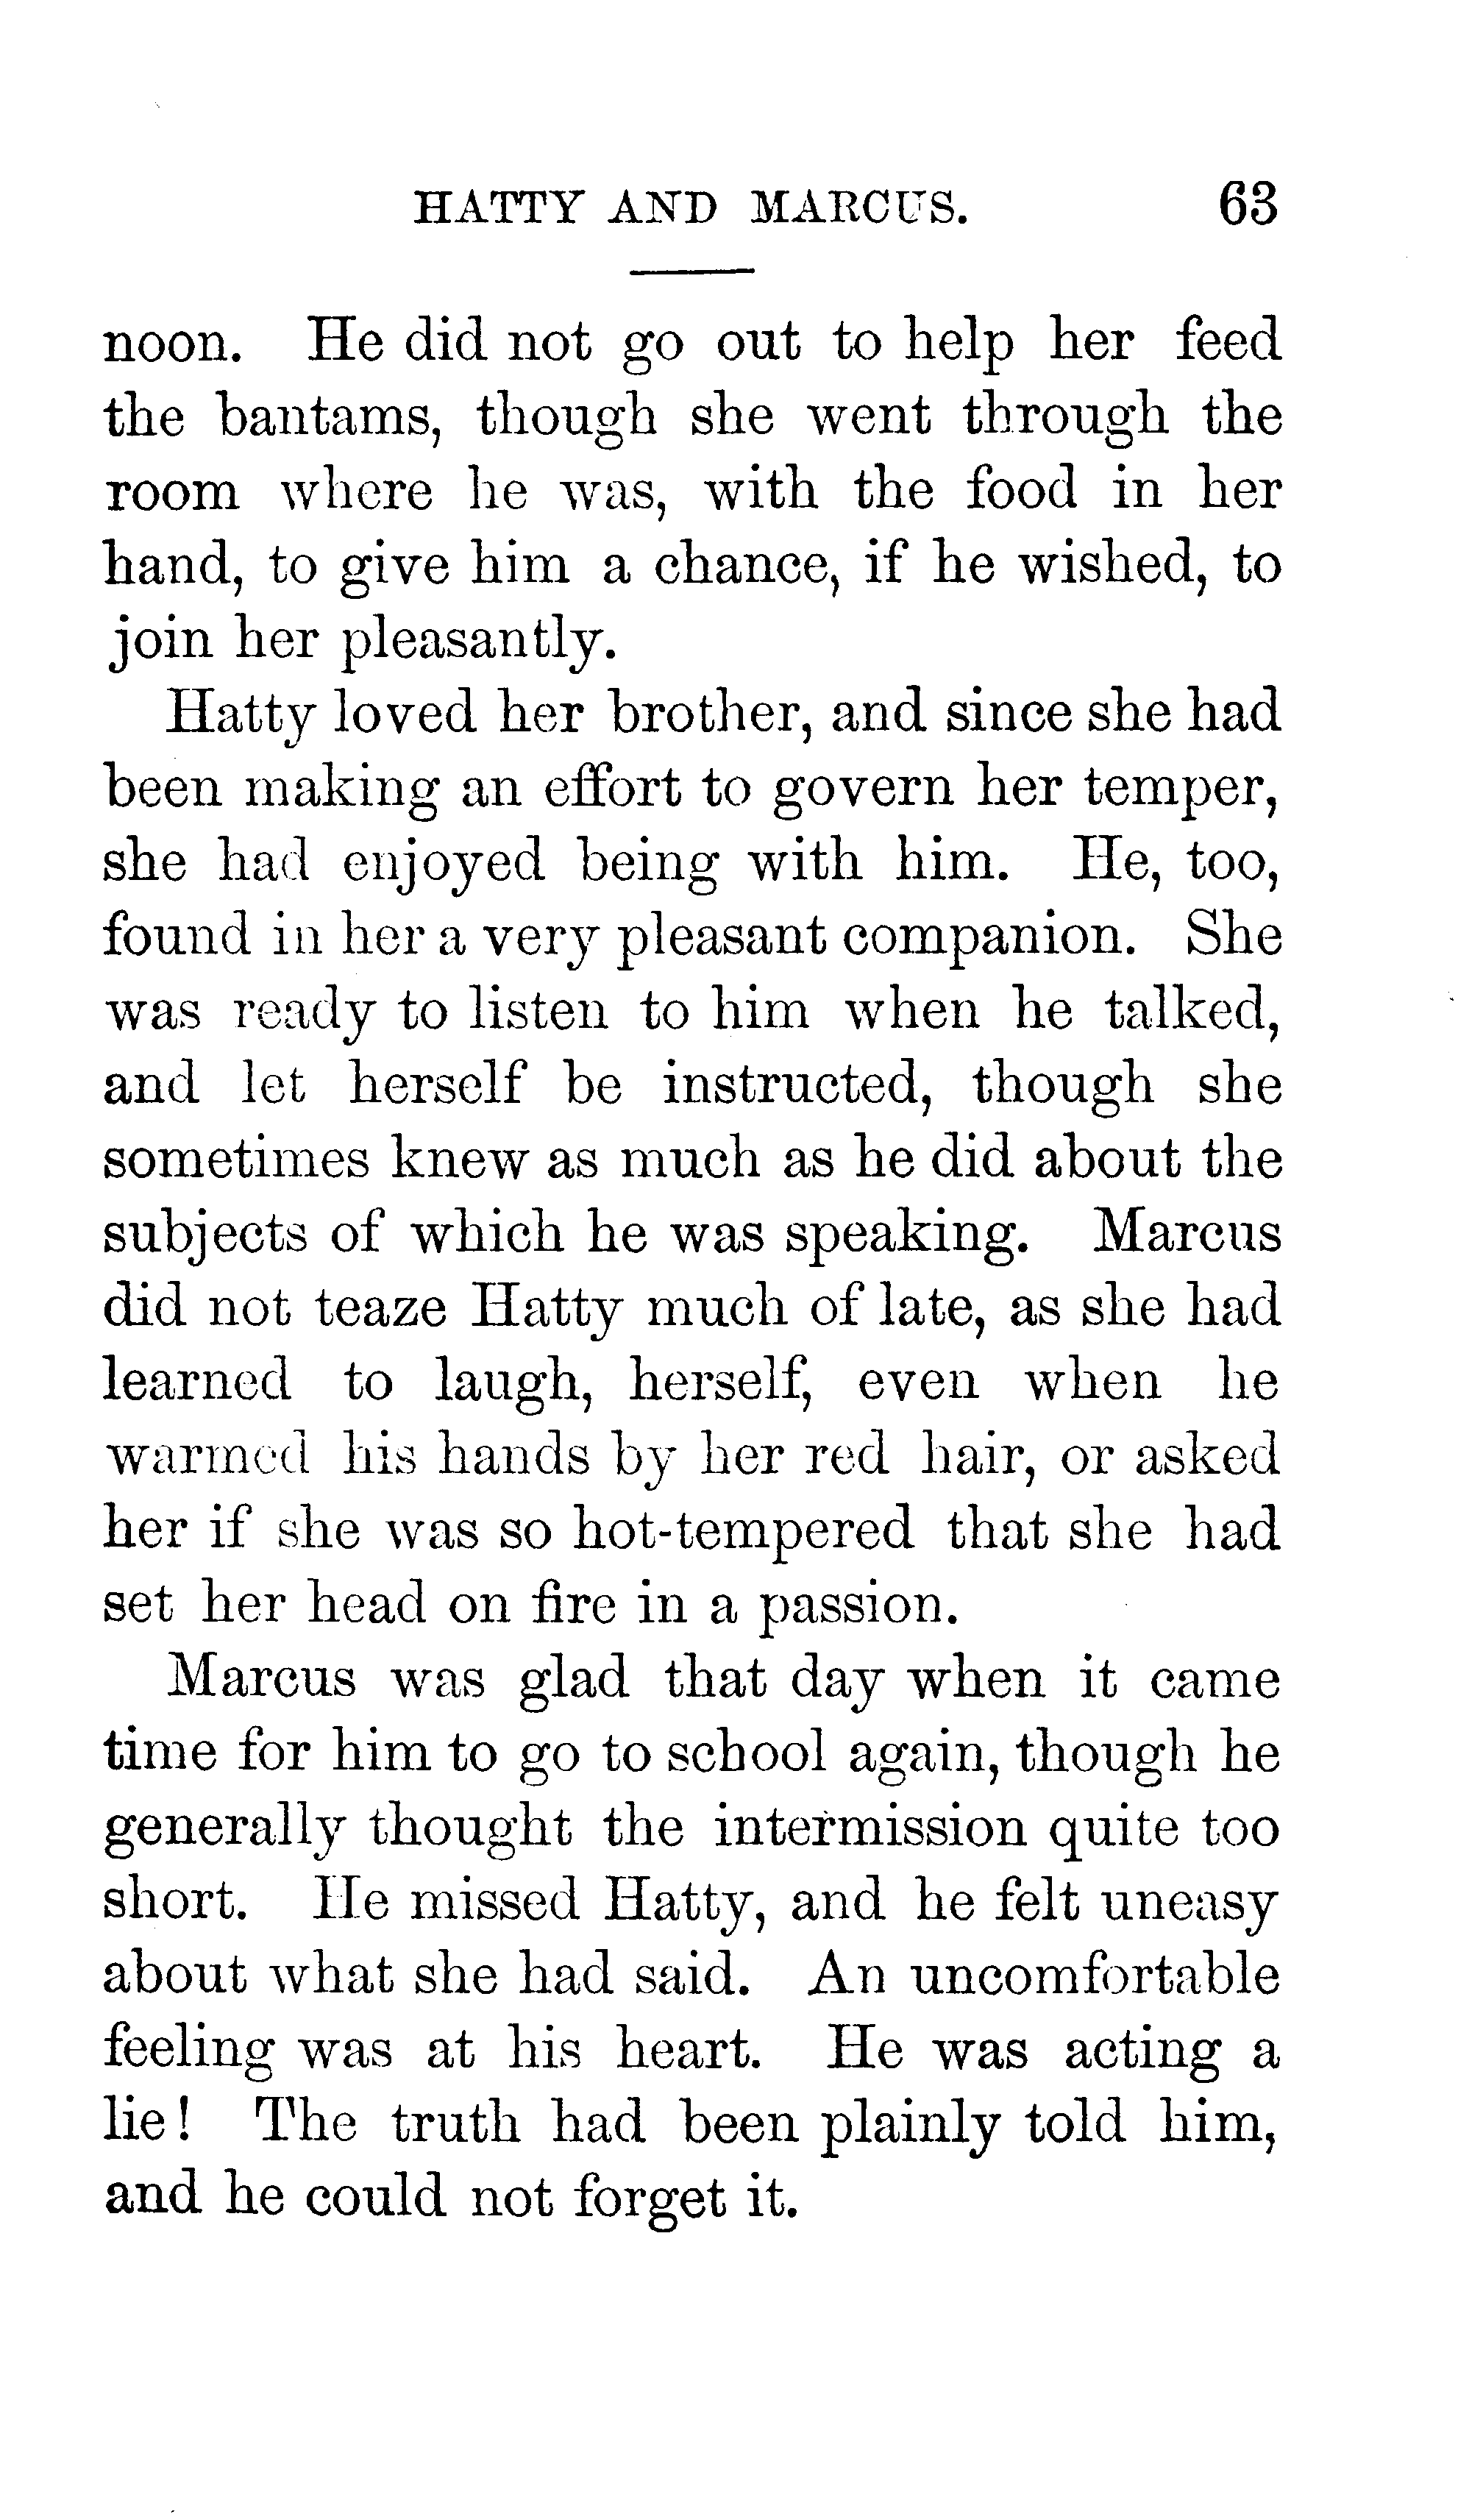 HATTY AND MARCUS. 63
noon. He did not go out to help her feed
the bantams, though she went through the
room where he was, with the food in her
hand, to give him a chance, if he wished, to
join her pleasantly.
Hatty loved her brother, and since she had
been making an effort to govern her temper,
she had enjoyed being with him. He, too,
found in her a very pleasant companion. She
was ready to listen to him when he talked,
and let herself be instructed, though she
sometimes knew as much as he did about the
subjects of which he was speaking. Marcus
did not teaze Hatty much of late, as she had
learned to laugh, herself, even when he
warmed his hands by her red hair, or asked
her if she was so hot-tempered that she had
set her head on fire in a passion.
Marcus was glad that day when it came
time for him to go to school again, though he
generally thought the intermission quite too
short. He missed Hatty, and he felt uneasy
about what she had said. An uncomfortable
feeling was at his heart. He was acting a
lie! The truth had been plainly told him,
and he could not forget it.